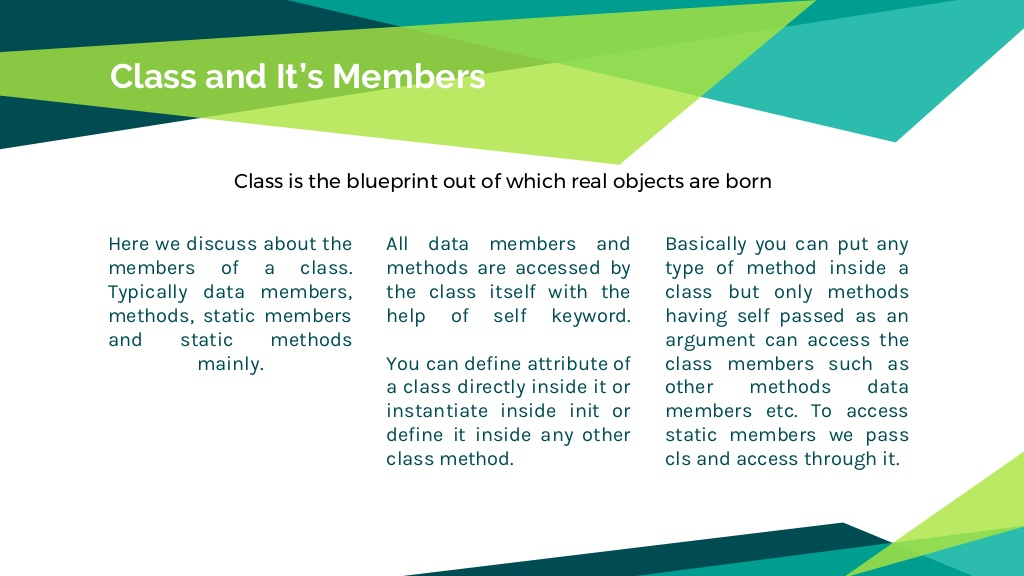 Class and It’s Members
Class is the blueprint out of which real objects are born
Here we discuss about the
members of a class.
Typically data members,
methods, static members
and static methods
mainly.
All data members and
methods are accessed by
the class itself with the
help of self keyword.
You can define attribute of
a class directly inside it or
instantiate inside init or
define it inside any other
class method.
Basically you can put any
type of method inside a
class but only methods
having self passed as an
argument can access the
class members such as
other methods data
members etc. To access
static members we pass
cls and access through it.